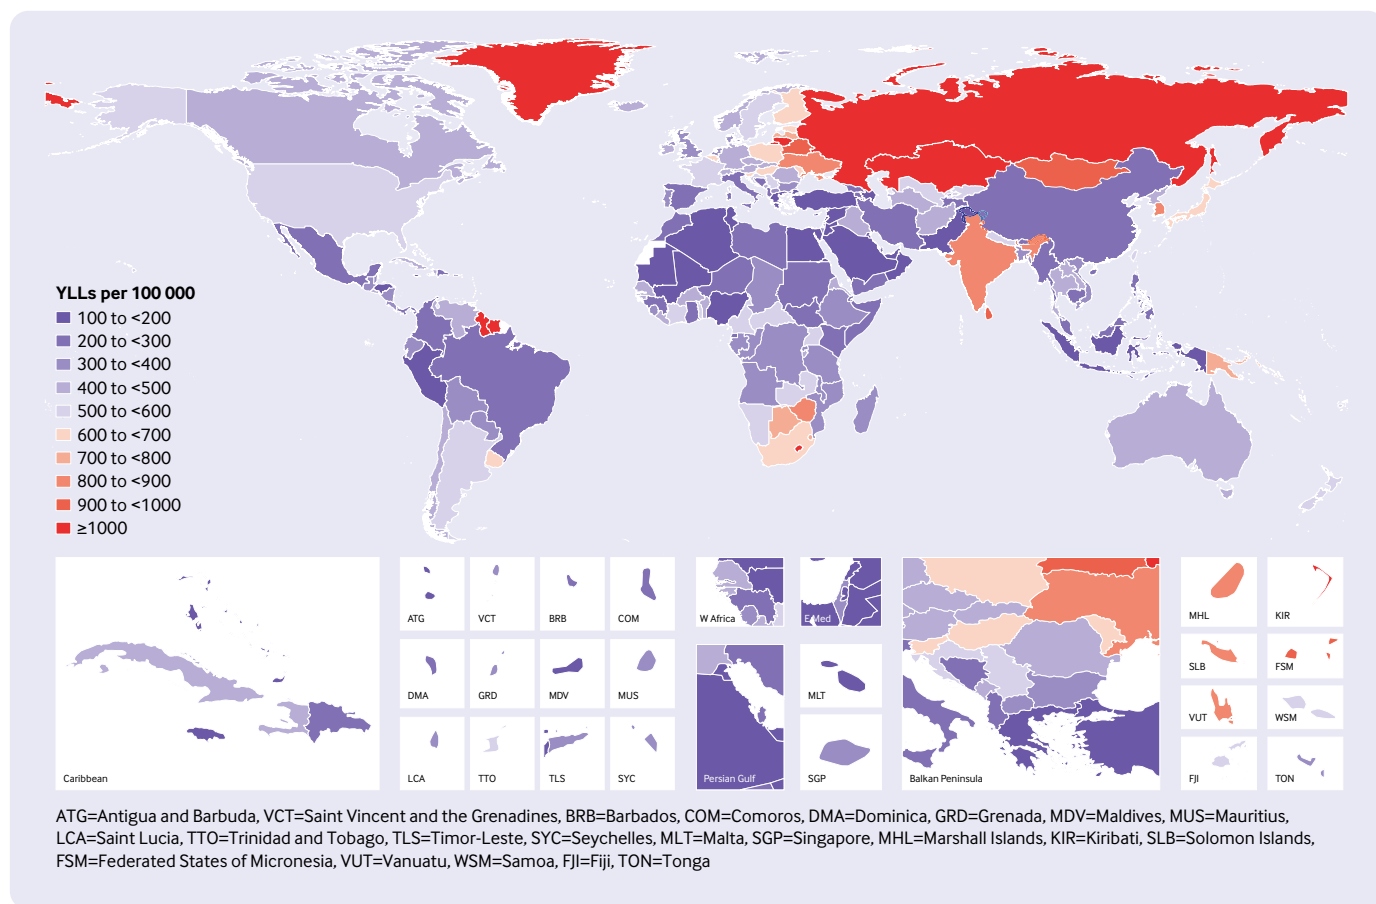 YLLs per 100 000
100 to <200
200 to <300
300 to <400
400 to <500
500 to <600
600 to <700
700 to <800
800 to <900
900 to <1000
≥1000
Caribbean
ATG
VCT
BRB
COM
DMA
GRD
MDV
MUS
LCA
TTO
TLS
SYC
W Africa
E Med
Persian Gulf
MLT
SGP
Balkan Peninsula
MHL
KIR
SLB
FSM
VUT
WSM
FJI
TON
ATG=Antigua and Barbuda, VCT=Saint Vincent and the Grenadines, BRB=Barbados, COM=Comoros, DMA=Dominica, GRD=Grenada, MDV=Maldives, MUS=Mauritius,
LCA=Saint Lucia, TTO=Trinidad and Tobago, TLS=Timor-Leste, SYC=Seychelles, MLT=Malta, SGP=Singapore, MHL=Marshall Islands, KIR=Kiribati, SLB=Solomon Islands,
FSM=Federated States of Micronesia, VUT=Vanuatu, WSM=Samoa, FJI=Fiji, TON=Tonga